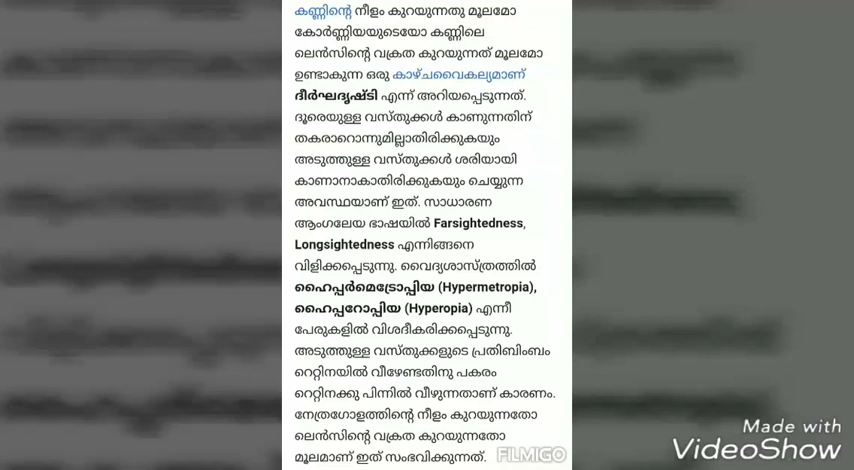 കണ്ണിന്റെ നീളം കുറയുന്നതു മൂലമോ
കോർണ്ണിയയുടെയോ കണ്ണിലെ
ലെൻസിന്റെ വക്രത കുറയുന്നത് മൂലമോ
ഉണ്ടാകുന്ന ഒരു കാഴ്ചവൈകല്യമാണ്
ദീർഘദൃഷ്ടി എന്ന് അറിയപ്പെടുന്നത്.
ദൂരെയുള്ള വസ്തുക്കൾ കാണുന്നതിന്
തകരാറൊന്നുമില്ലാതിരിക്കുകയും
അടുത്തുള്ള വസ്തുക്കൾ ശരിയായി
കാണാനാകാതിരിക്കുകയും ചെയ്യുന്ന
അവസ്ഥയാണ് ഇത്. സാധാരണ
ആംഗലേയ ഭാഷയിൽ Farsightedness,
Longsightedness എന്നിങ്ങനെ
വിളിക്കപ്പെടുന്നു. വൈദ്യശാസ്ത്രത്തിൽ
ഹൈപ്പർമെട്രോപ്പിയ (Hypermetropia),
ഹൈപ്പറോപ്പിയ (Hyperopia) എന്നീ
പേരുകളിൽ വിശദീകരിക്കപ്പെടുന്നു.
അടുത്തുള്ള വസ്തുക്കളുടെ പ്രതിബിംബം
റെറ്റിനയിൽ വീഴേണ്ടതിനു പകരം
റെറ്റിനക്കു പിന്നിൽ വീഴുന്നതാണ് കാരണം.
നേത്രഗോളത്തിന്റെ നീളം കുറയുന്നതോ
ലെൻസിന്റെ വക്രത കുറയുന്നതോ
മൂലമാണ് ഇത് സംഭവിക്കുന്നത്.
FILMIGO
Made with
VideoShow